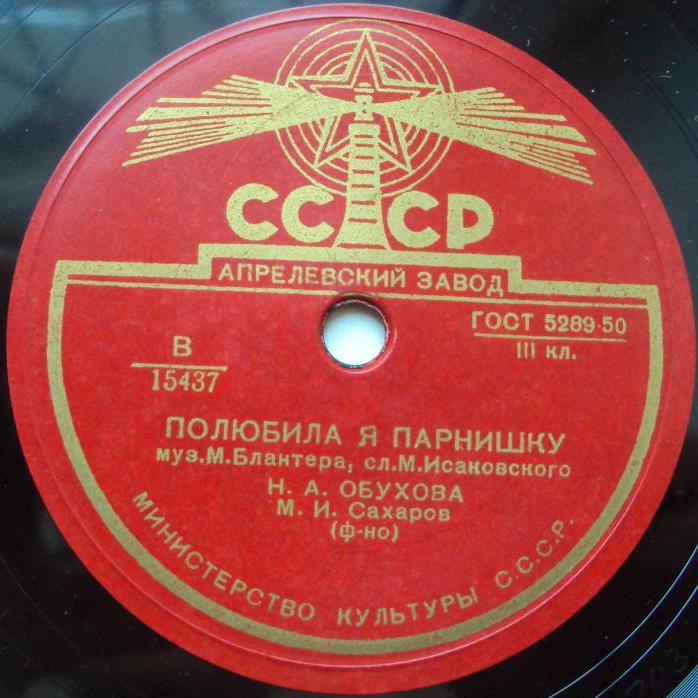 СССР
АПРЕЛЕВСКИЙ ЗАВОД
ГОСТ 5289-50
III кл.
В
15437
ПОЛЮБИЛА Я ПАРНИШКУ
муз.М.Блантера, сл.М.Исаковского
Н. А. ОБУХОВА
М. И. Сахаров
(ф-но)
МИНИСТЕРСТВО КУЛЬТУРЫ С.С.С.Р.